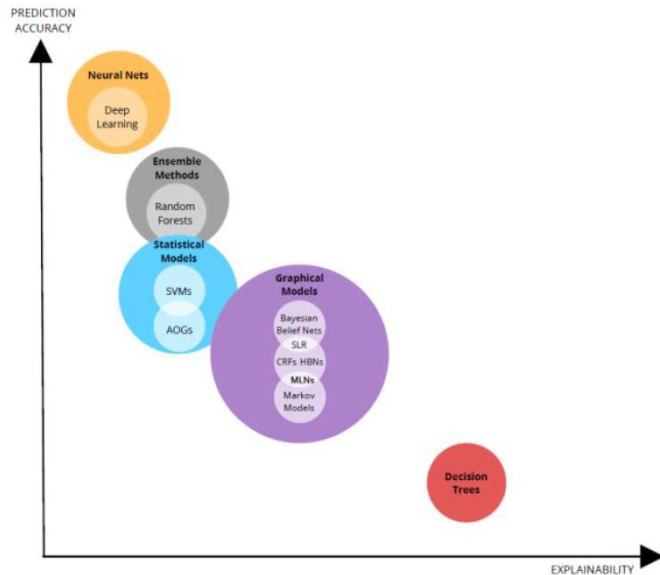 PREDICTION
ACCURACY
Neural Nets
Deep
Learning
Ensemble
Methods
Random
Forests
Statistical
Models
SVMs
AOGs
Graphical
Models
Bayesian
Belief Nets
SLR
CRFs HBNs
MLNs
Markov
Models
Decision
Trees
EXPLAINABILITY